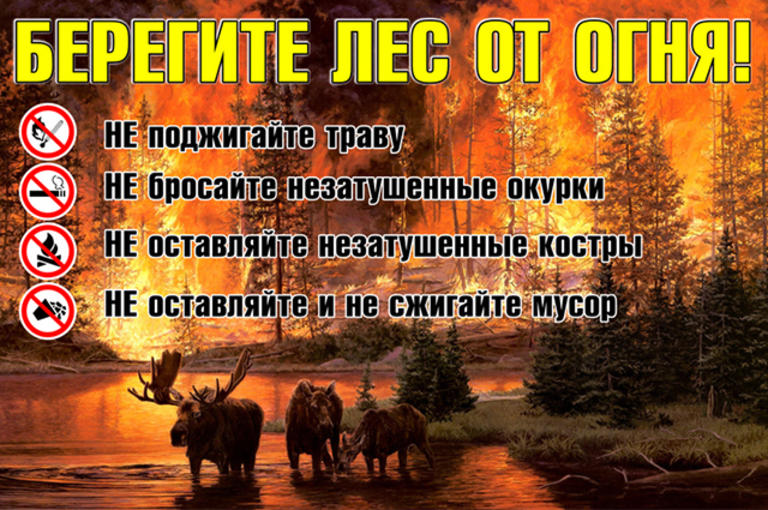 БЕРЕГИТЕ ЛЕС ОТ ОГНЯ!
НЕ поджигайте траву
НЕ бросайте незатушенные окурки
НЕ оставляйте незатушенные костры
НЕ оставляйте и не сжигайте мусор